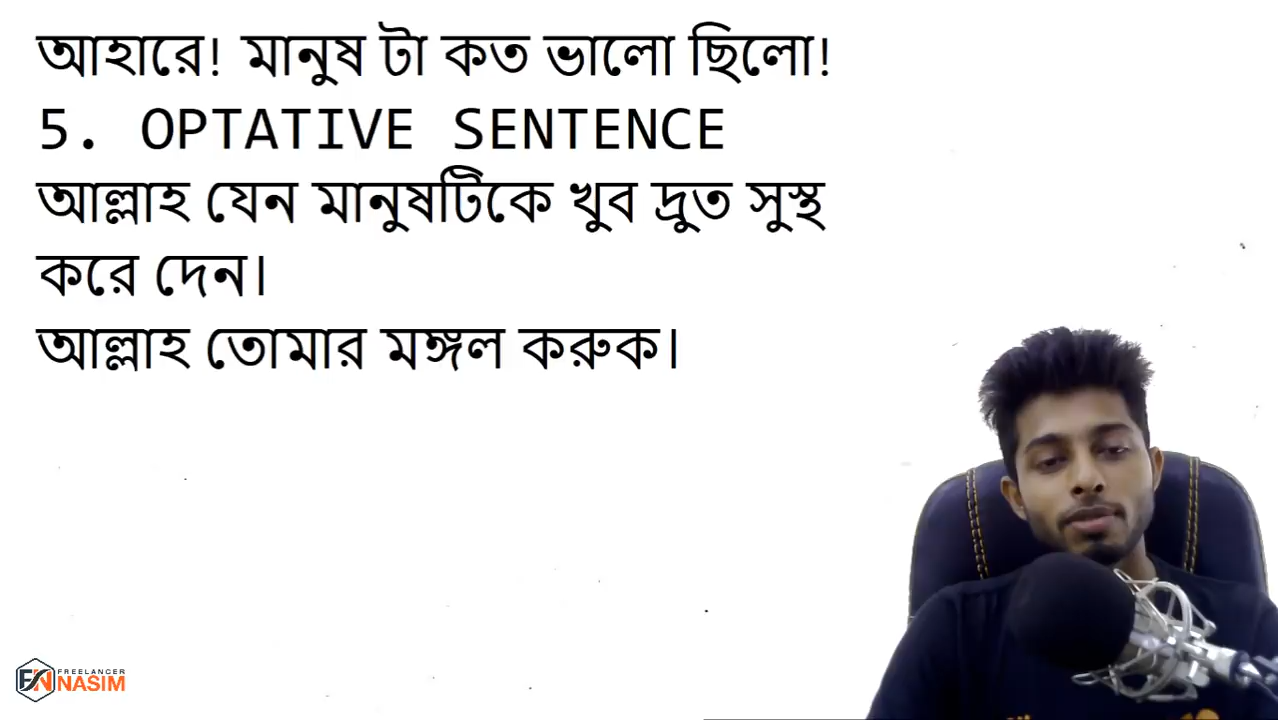 আহারে! মানুষ টা কত ভালো ছিলো!
5. OPTATIVE SENTENCE
আল্লাহ যেন মানুষটিকে খুব দ্রুত সুস্থ
করে দেন।
আল্লাহ তোমার মঙ্গল করুক।
FREELANCER
NASIM